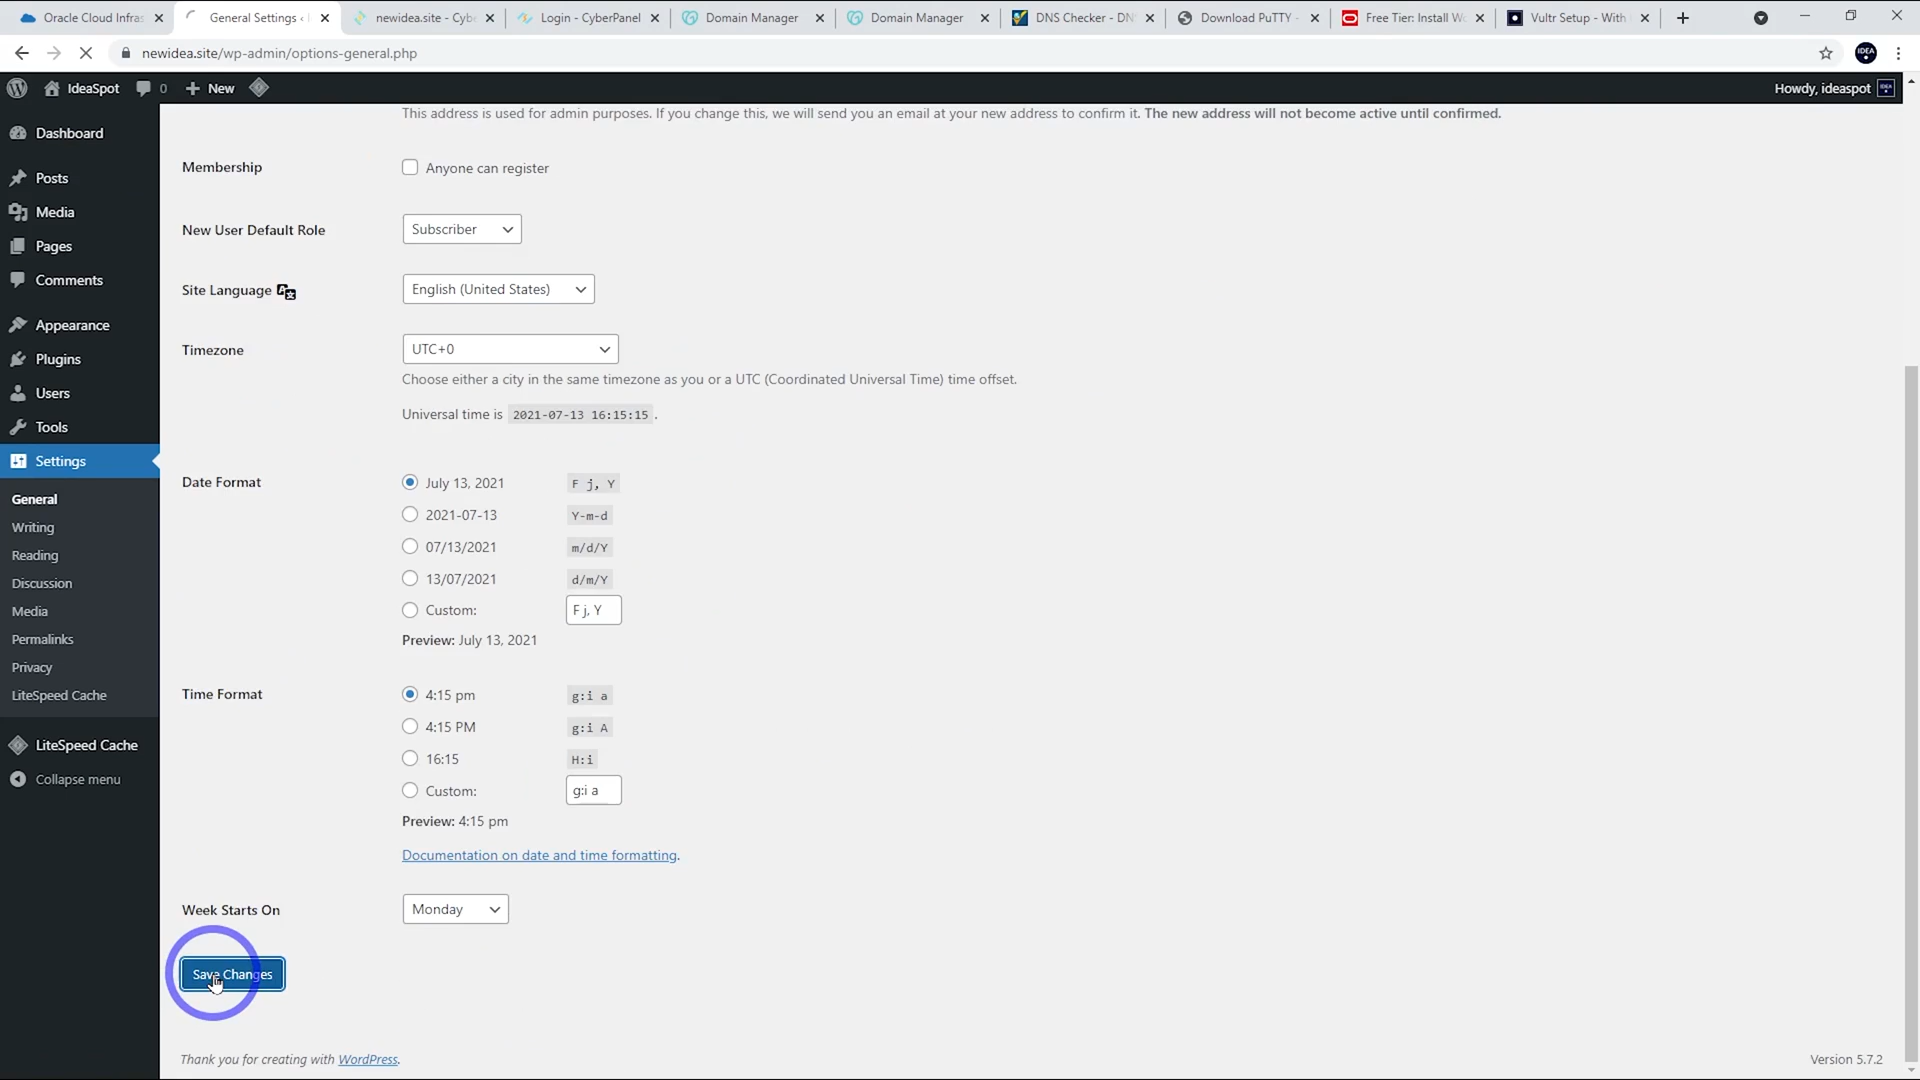 Oracle Cloud Infras
General Settings ‹ I
newidea.site - Cybe
Login - CyberPanel
Domain Manager
Domain Manager
DNS Checker - DN
Download PuTTY -
Free Tier: Install Wo
Vultr Setup - With
newidea.site/wp-admin/options-general.php
IdeaSpot
0
New
Howdy, ideaspot
Dashboard
Posts
Media
Pages
Comments
Appearance
Plugins
Users
Tools
Settings
General
Writing
Reading
Discussion
Media
Permalinks
Privacy
LiteSpeed Cache
LiteSpeed Cache
Collapse menu
This address is used for admin purposes. If you change this, we will send you an email at your new address to confirm it. The new address will not become active until confirmed.
Membership
Anyone can register
New User Default Role
Subscriber
Site Language
English (United States)
Timezone
UTC+0
Choose either a city in the same timezone as you or a UTC (Coordinated Universal Time) time offset.
Universal time is 2021-07-13 16:15:15 .
Date Format
July 13, 2021 F j, Y
2021-07-13 Y-m-d
07/13/2021 m/d/Y
13/07/2021 d/m/Y
Custom: F j, Y
Preview: July 13, 2021
Time Format
4:15 pm g:i a
4:15 PM g:i A
16:15 H:i
Custom: g:i a
Preview: 4:15 pm
Documentation on date and time formatting.
Week Starts On
Monday
Save Changes
Thank you for creating with WordPress.
Version 5.7.2